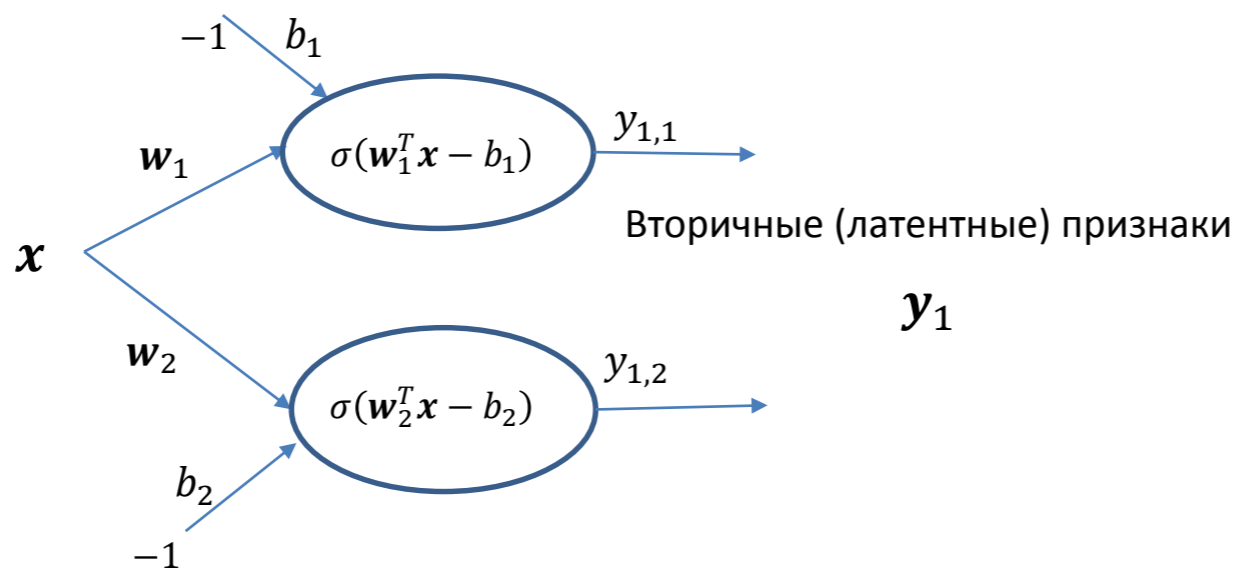 −1
b₁
σ(𝒘₁ᵀ𝒙 − b₁)
y₁,₁
𝒘₁
Вторичные (латентные) признаки
𝒙
𝒚₁
𝒘₂
σ(𝒘₂ᵀ𝒙 − b₂)
y₁,₂
b₂
−1